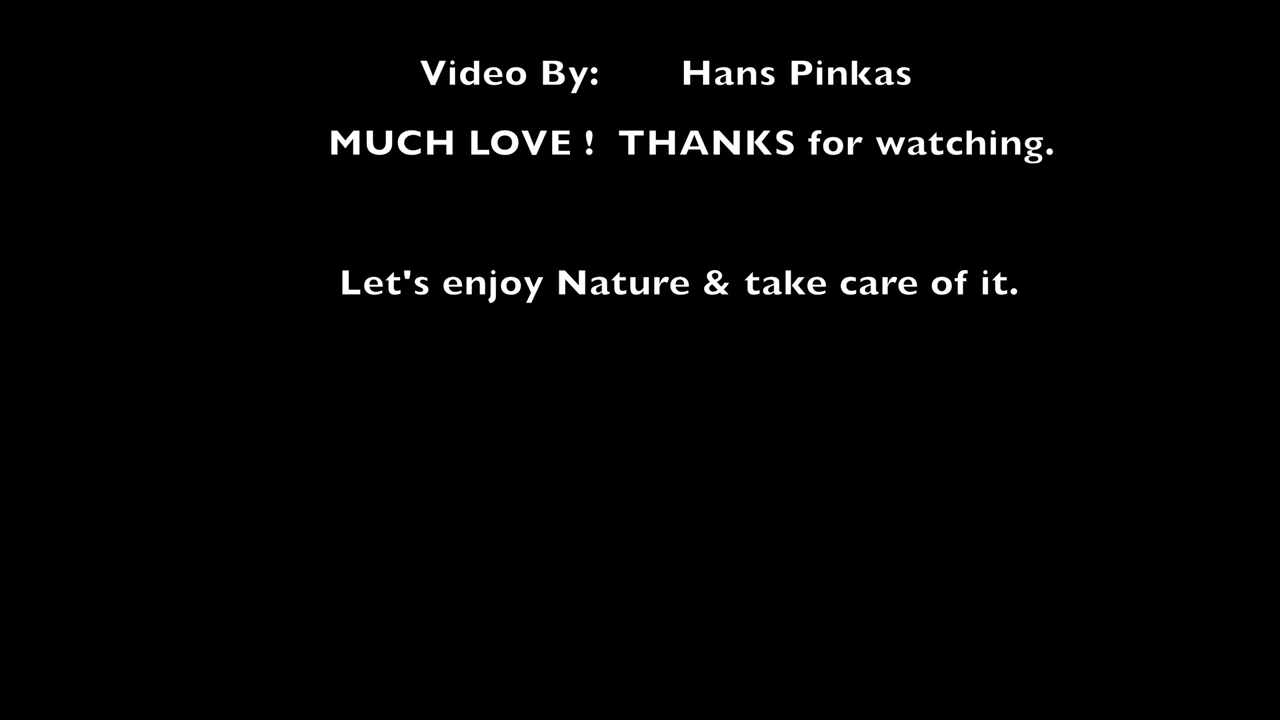 Video By: Hans Pinkas
MUCH LOVE ! THANKS for watching.
Let's enjoy Nature & take care of it.